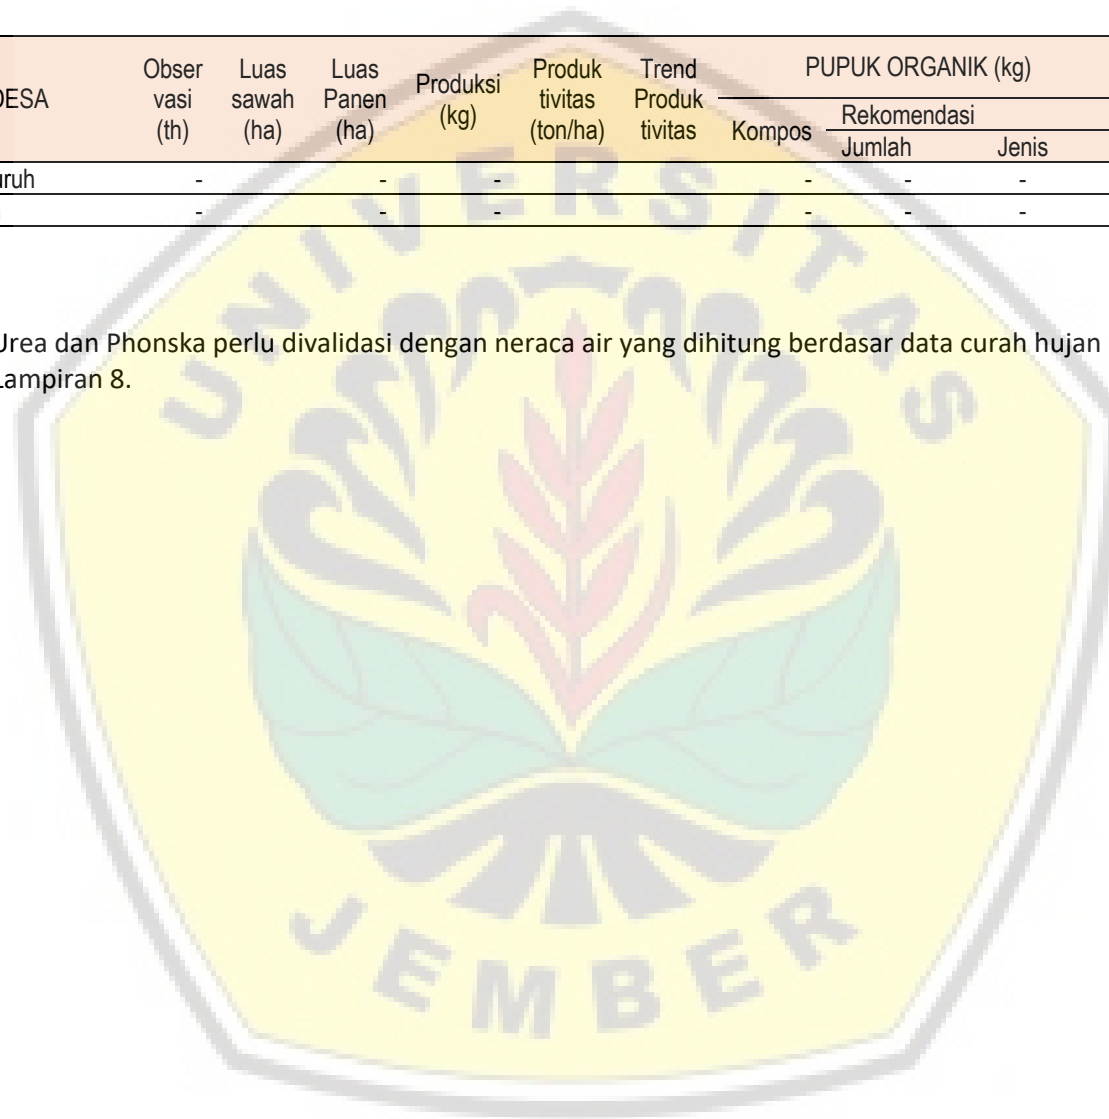 DESA Obser vasi (th) Luas sawah (ha) Luas Panen (ha) Produksi (kg) Produk tivitas (ton/ha) Trend Produk tivitas PUPUK ORGANIK (kg)
Kompos Rekomendasi
Jumlah Jenis
uruh - - - - - -
- - - - - -
Urea dan Phonska perlu divalidasi dengan neraca air yang dihitung berdasar data curah hujan
Lampiran 8.
UNIVERSITAS
JEMBER